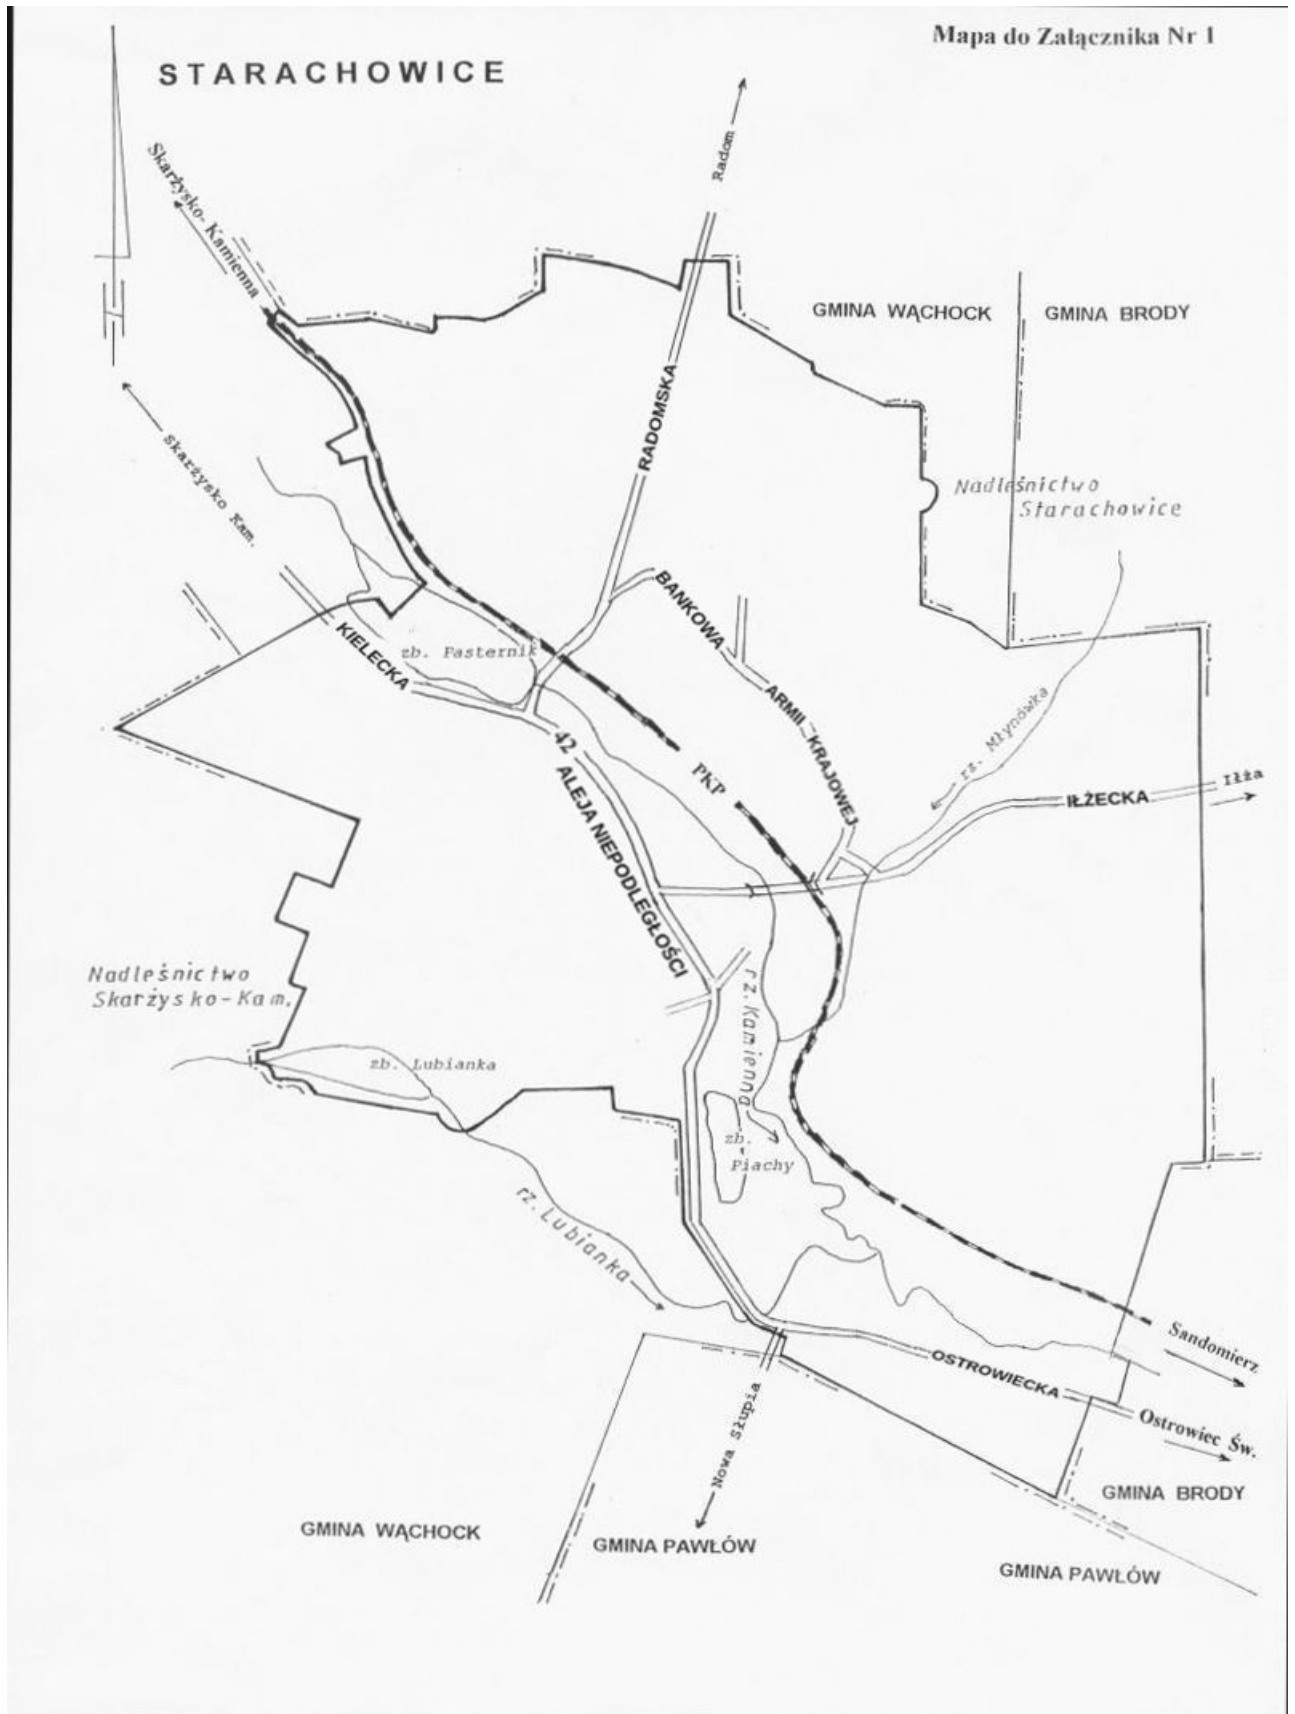 Mapa do Załącznika Nr 1
STARACHOWICE
Skarżysko-Kamienna
Radom
GMINA WĄCHOCK
GMINA BRODY
RADOMSKA
Skarżysko Kam.
Nadleśnictwo
Starachowice
BANKOWA
KIELECKA
zb. Pasternik
ARMII KRAJOWEJ
rz. Młynówka
42
ALEJA NIEPODLEGŁOŚCI
PKP
IŁŻECKA
Iłża
Nadleśnictwo
Skarżysko-Kam.
rz. Kamienna
zb. Lubianka
zb.
Piachy
rz. Lubianka
Sandomierz
OSTROWIECKA
Ostrowiec Św.
Nowa Słupia
GMINA BRODY
GMINA WĄCHOCK
GMINA PAWŁÓW
GMINA PAWŁÓW